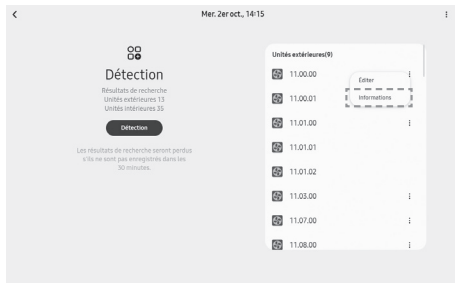 Mer. 2er oct., 14:15
Détection
Résultats de recherche
Unités extérieures 13
Unités intérieures 35
Détection
Les résultats de recherche seront perdus
s'ils ne sont pas enregistrés dans les
30 minutes.
Unités extérieures(9)
11.00.00
Éditer
11.00.01
Informations
11.01.00
11.01.01
11.01.02
11.03.00
11.07.00
11.08.00